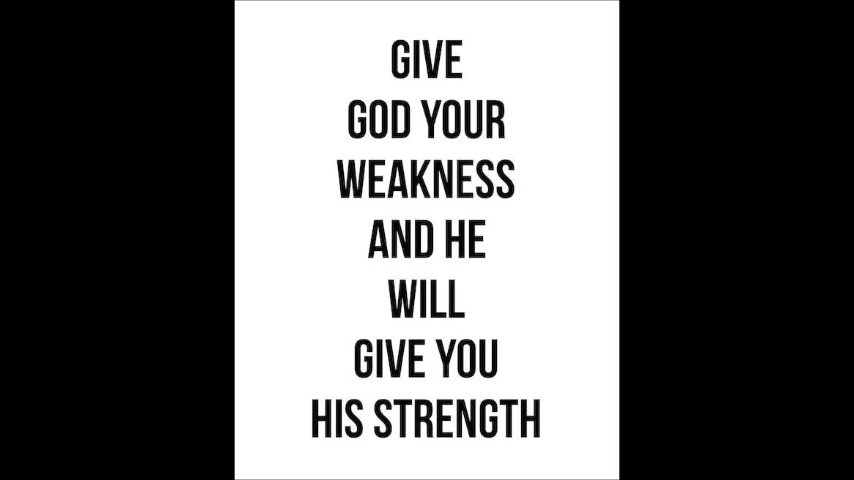 GIVE
GOD YOUR
WEAKNESS
AND HE
WILL
GIVE YOU
HIS STRENGTH